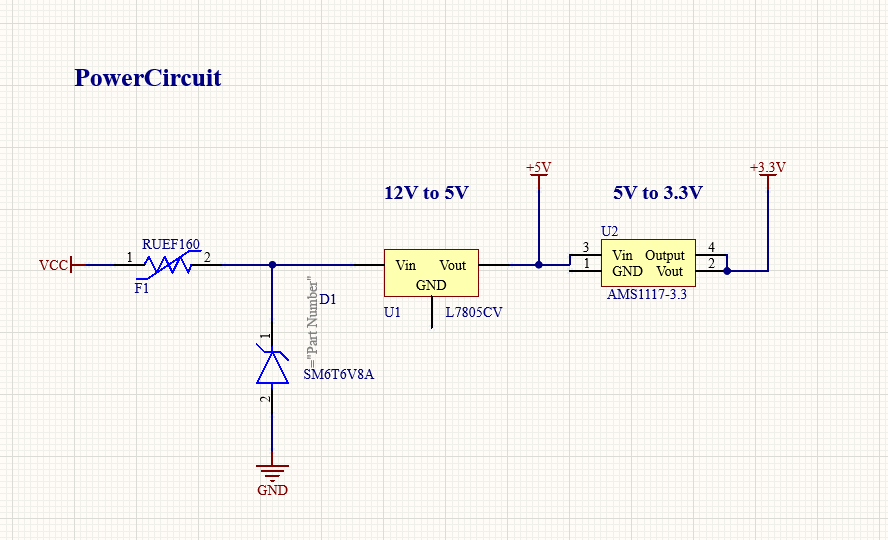 PowerCircuit
+5V
+3.3V
12V to 5V
5V to 3.3V
U2
RUEF160
VCC
1
2
F1
Vin
Vout
GND
U1
L7805CV
3
1
Vin
Output
GND
Vout
4
2
AMS1117-3.3
="Part Number"
D1
1
SM6T6V8A
2
GND